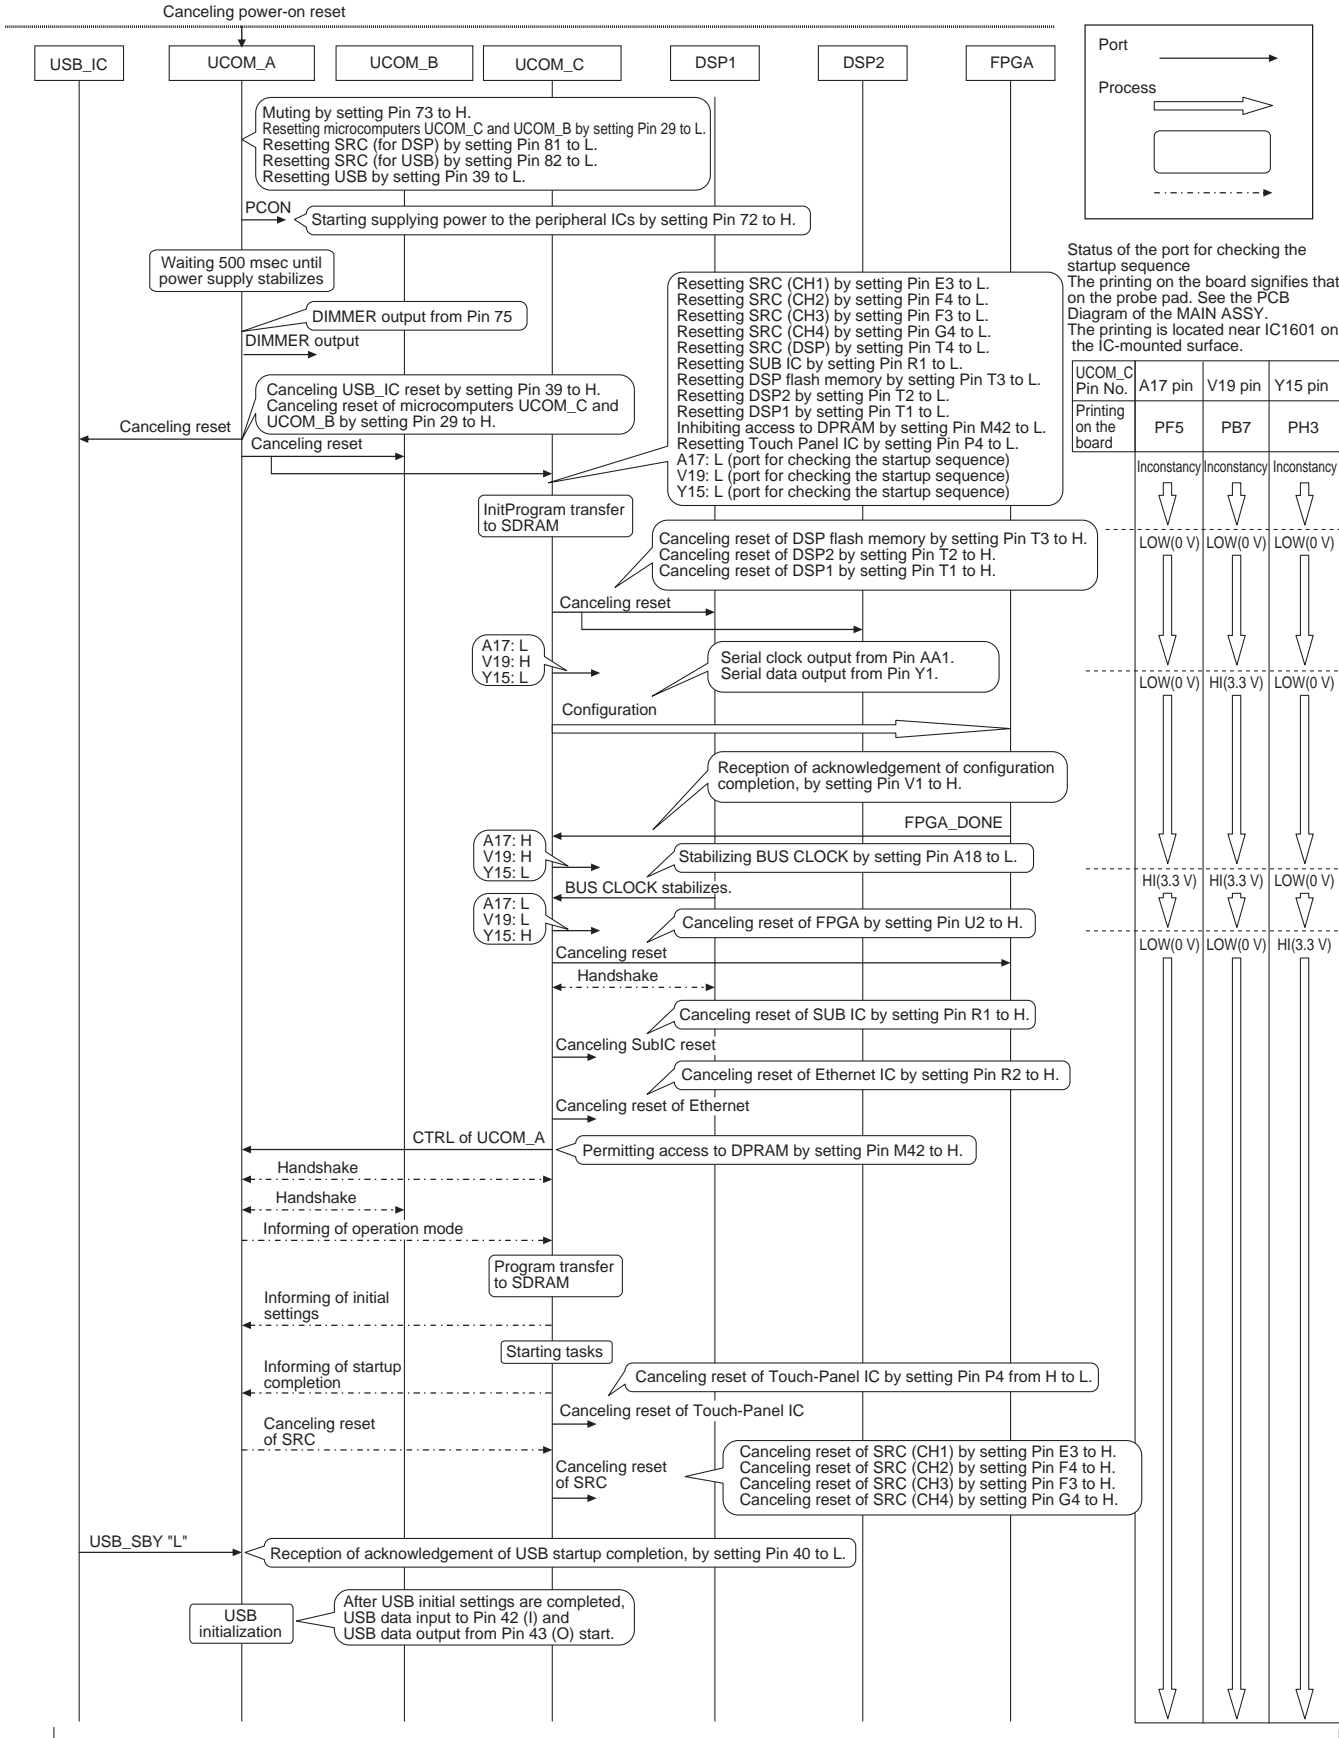 Canceling power-on reset
USB_IC
UCOM_A
UCOM_B
UCOM_C
DSP1
DSP2
FPGA
Port
Process
Muting by setting Pin 73 to H.
Resetting microcomputers UCOM_C and UCOM_B by setting Pin 29 to L.
Resetting SRC (for DSP) by setting Pin 81 to L.
Resetting SRC (for USB) by setting Pin 82 to L.
Resetting USB by setting Pin 39 to L.
PCON
Starting supplying power to the peripheral ICs by setting Pin 72 to H.
Waiting 500 msec until
power supply stabilizes
DIMMER output from Pin 75
DIMMER output
Canceling USB_IC reset by setting Pin 39 to H.
Canceling reset of microcomputers UCOM_C and
UCOM_B by setting Pin 29 to H.
Canceling reset
Canceling reset
Resetting SRC (CH1) by setting Pin E3 to L.
Resetting SRC (CH2) by setting Pin F4 to L.
Resetting SRC (CH3) by setting Pin F3 to L.
Resetting SRC (CH4) by setting Pin G4 to L.
Resetting SRC (DSP) by setting Pin T4 to L.
Resetting SUB IC by setting Pin R1 to L.
Resetting DSP flash memory by setting Pin T3 to L.
Resetting DSP2 by setting Pin T2 to L.
Resetting DSP1 by setting Pin T1 to L.
Inhibiting access to DPRAM by setting Pin M42 to L.
Resetting Touch Panel IC by setting Pin P4 to L.
A17: L (port for checking the startup sequence)
V19: L (port for checking the startup sequence)
Y15: L (port for checking the startup sequence)
Status of the port for checking the
startup sequence
The printing on the board signifies that
on the probe pad. See the PCB
Diagram of the MAIN ASSY.
The printing is located near IC1601 on
the IC-mounted surface.
UCOM_C
Pin No.
A17 pin
V19 pin
Y15 pin
Printing
on the
board
PF5
PB7
PH3
Inconstancy
Inconstancy
Inconstancy
LOW(0 V)
LOW(0 V)
LOW(0 V)
InitProgram transfer
to SDRAM
Canceling reset of DSP flash memory by setting Pin T3 to H.
Canceling reset of DSP2 by setting Pin T2 to H.
Canceling reset of DSP1 by setting Pin T1 to H.
Canceling reset
A17: L
V19: H
Y15: L
Serial clock output from Pin AA1.
Serial data output from Pin Y1.
LOW(0 V)
HI(3.3 V)
LOW(0 V)
Configuration
Reception of acknowledgement of configuration
completion, by setting Pin V1 to H.
FPGA_DONE
A17: H
V19: H
Y15: L
Stabilizing BUS CLOCK by setting Pin A18 to L.
HI(3.3 V)
HI(3.3 V)
LOW(0 V)
BUS CLOCK stabilizes.
A17: L
V19: L
Y15: H
Canceling reset of FPGA by setting Pin U2 to H.
LOW(0 V)
LOW(0 V)
HI(3.3 V)
Canceling reset
Handshake
Canceling reset of SUB IC by setting Pin R1 to H.
Canceling SubIC reset
Canceling reset of Ethernet IC by setting Pin R2 to H.
Canceling reset of Ethernet
CTRL of UCOM_A
Permitting access to DPRAM by setting Pin M42 to H.
Handshake
Handshake
Informing of operation mode
Program transfer
to SDRAM
Informing of initial
settings
Starting tasks
Informing of startup
completion
Canceling reset of Touch-Panel IC by setting Pin P4 from H to L.
Canceling reset of Touch-Panel IC
Canceling reset
of SRC
Canceling reset
of SRC
Canceling reset of SRC (CH1) by setting Pin E3 to H.
Canceling reset of SRC (CH2) by setting Pin F4 to H.
Canceling reset of SRC (CH3) by setting Pin F3 to H.
Canceling reset of SRC (CH4) by setting Pin G4 to H.
USB_SBY "L"
Reception of acknowledgement of USB startup completion, by setting Pin 40 to L.
USB
initialization
After USB initial settings are completed,
USB data input to Pin 42 (I) and
USB data output from Pin 43 (O) start.